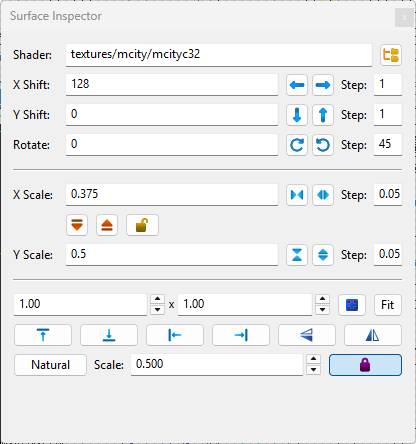 Surface Inspector
Shader: textures/mcity/mcityc32
X Shift: 128 Step: 1
Y Shift: 0 Step: 1
Rotate: 0 Step: 45
X Scale: 0.375 Step: 0.05
Y Scale: 0.5 Step: 0.05
1.00 x 1.00 Fit
Natural Scale: 0.500